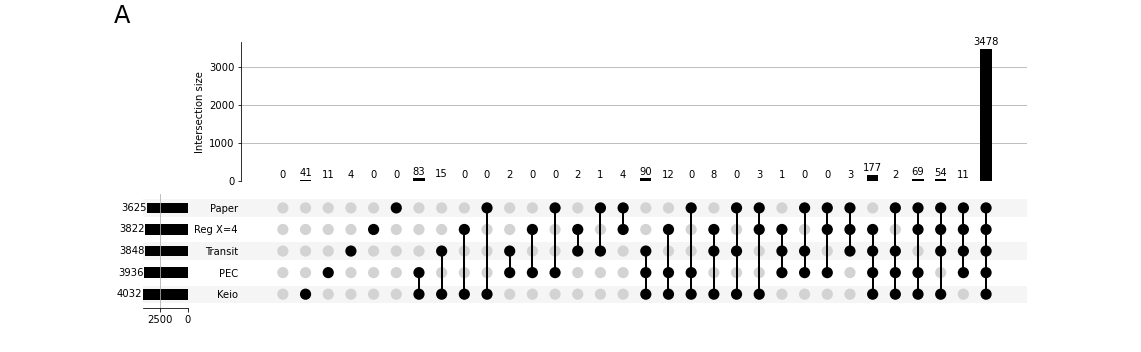 A
Intersection size
3000
2000
1000
0
0 41 11 4 0 0 83 15 0 0 2 0 0 2 1 4 90 12 0 8 0 3 1 0 0 3 177 2 69 54 11 3478
3625 Paper
3822 Reg X=4
3848 Transit
3936 PEC
4032 Keio
2500 0